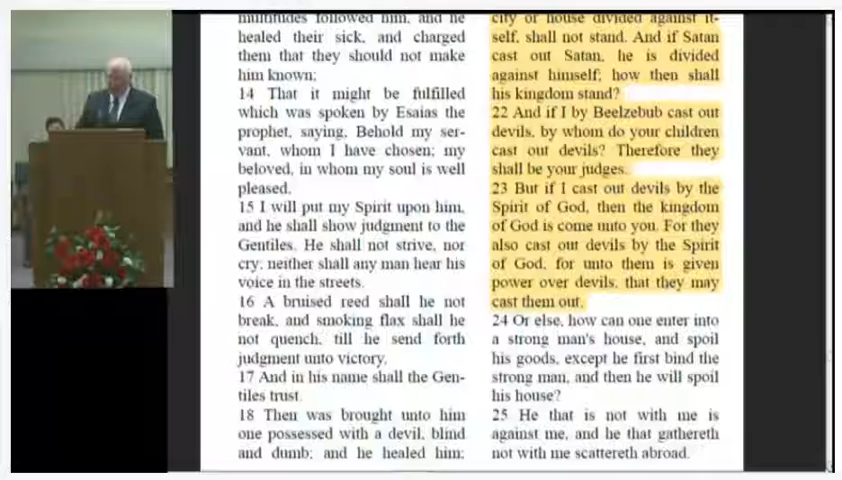 multitudes followed him, and he
healed their sick, and charged
them that they should not make
him known;
14 That it might be fulfilled
which was spoken by Esaias the
prophet, saying, Behold my ser-
vant, whom I have chosen; my
beloved, in whom my soul is well
pleased.
15 I will put my Spirit upon him,
and he shall show judgment to the
Gentiles. He shall not strive, nor
cry; neither shall any man hear his
voice in the streets.
16 A bruised reed shall he not
break, and smoking flax shall he
not quench, till he send forth
judgment unto victory.
17 And in his name shall the Gen-
tiles trust.
18 Then was brought unto him
one possessed with a devil, blind
and dumb; and he healed him;
city or house divided against it-
self, shall not stand. And if Satan
cast out Satan, he is divided
against himself; how then shall
his kingdom stand?
22 And if I by Beelzebub cast out
devils, by whom do your children
cast out devils? Therefore they
shall be your judges.
23 But if I cast out devils by the
Spirit of God, then the kingdom
of God is come unto you. For they
also cast out devils by the Spirit
of God, for unto them is given
power over devils, that they may
cast them out.
24 Or else, how can one enter into
a strong man's house, and spoil
his goods, except he first bind the
strong man, and then he will spoil
his house?
25 He that is not with me is
against me, and he that gathereth
not with me scattereth abroad.